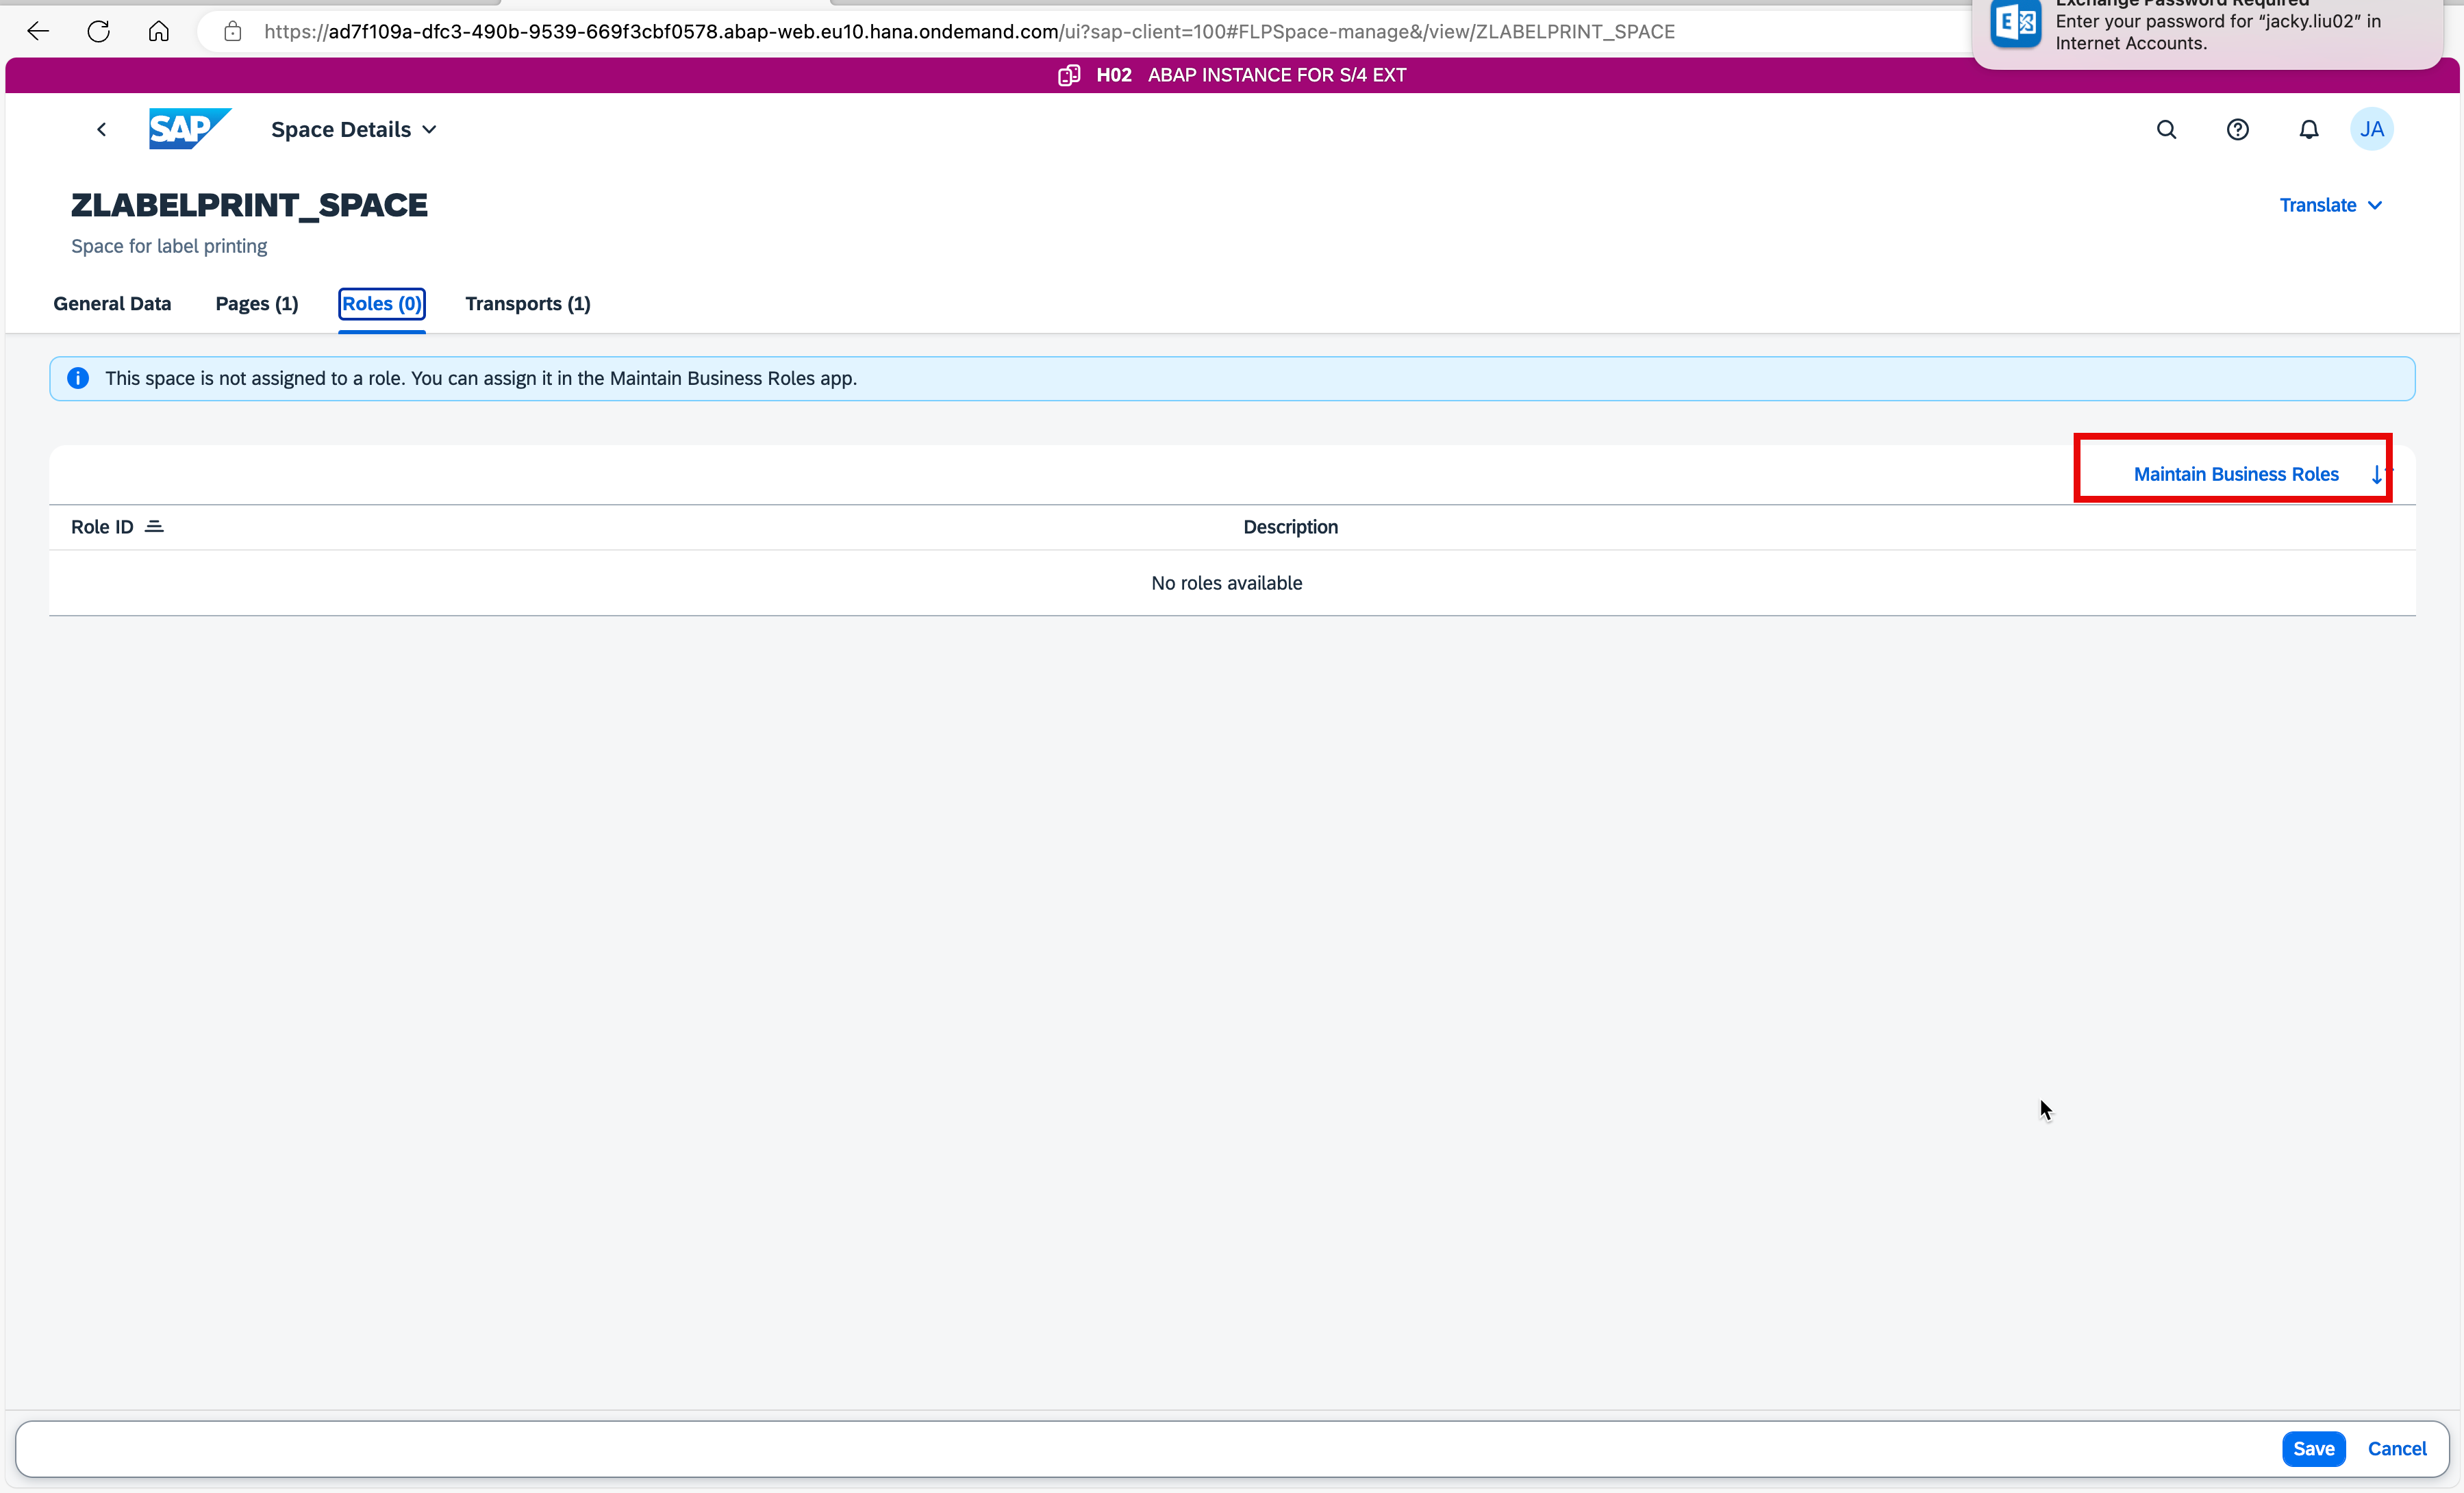 Exchange Password Required
Enter your password for “jacky.liu02” in
Internet Accounts.
https://ad7f109a-dfc3-490b-9539-669f3cbf0578.abap-web.eu10.hana.ondemand.com/ui?sap-client=100#FLPSpace-manage&/view/ZLABELPRINT_SPACE
H02 ABAP INSTANCE FOR S/4 EXT
SAP Space Details JA
ZLABELPRINT_SPACE Translate
Space for label printing
General Data Pages (1) Roles (0) Transports (1)
This space is not assigned to a role. You can assign it in the Maintain Business Roles app.
Maintain Business Roles
Role ID Description
No roles available
Save Cancel